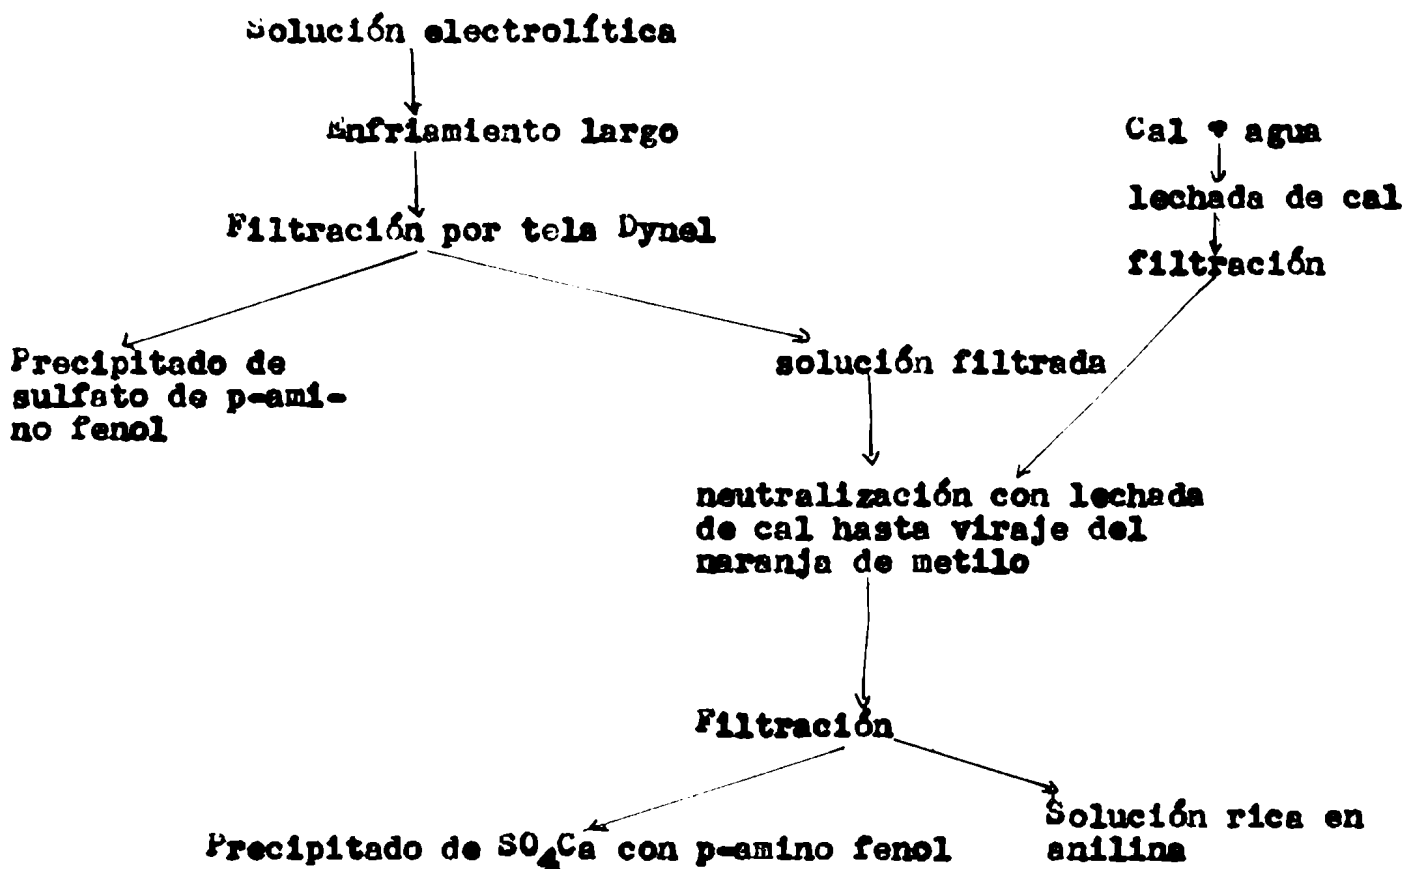 Solución electrolítica
Enfriamiento largo
Filtración por tela Dynel
Cal + agua
lechada de cal
filtración
Precipitado de
sulfato de p-ami-
no fenol
solución filtrada
neutralización con lechada
de cal hasta viraje del
naranja de metilo
Filtración
Precipitado de SO4Ca con p-amino fenol
Solución rica en
anilina